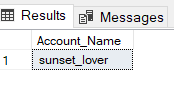 Results Messages
Account_Name
1 sunset_lover